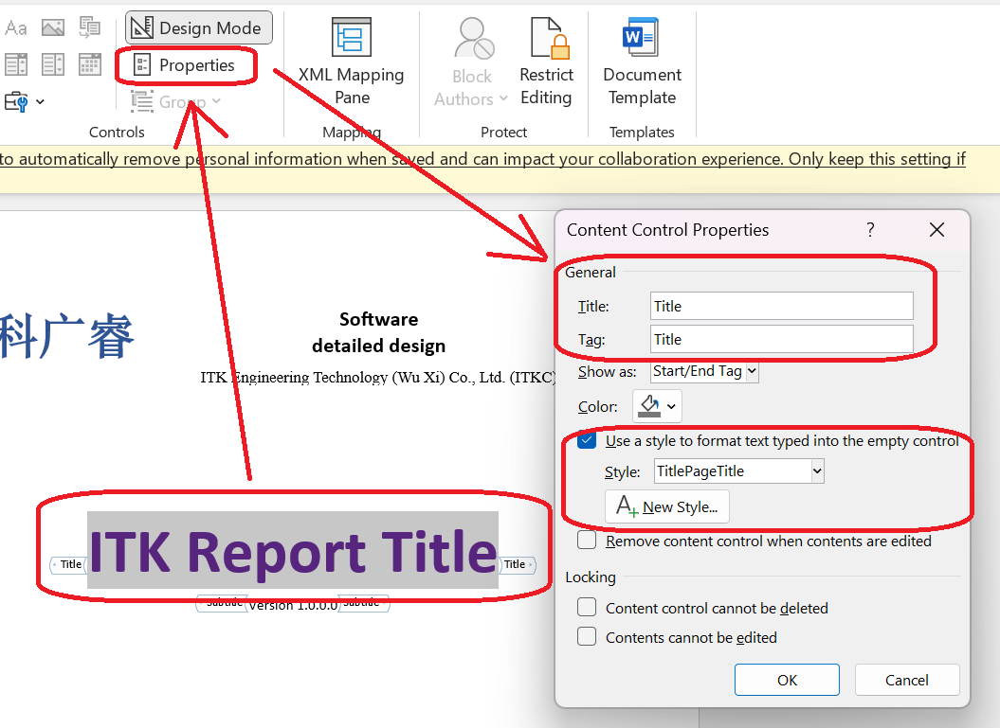 Aa
Design Mode
Properties
Group
Controls
XML Mapping
Pane
Mapping
Block
Authors
Restrict
Editing
Protect
Document
Template
Templates
to automatically remove personal information when saved and can impact your collaboration experience. Only keep this setting if
科广睿
Software
detailed design
ITK Engineering Technology (Wu Xi) Co., Ltd. (ITKC)
Title ITK Report Title Title
Subtitle Version 1.0.0.0 Subtitle
Content Control Properties ?
General
Title: Title
Tag: Title
Show as: Start/End Tag
Color:
Use a style to format text typed into the empty control
Style: TitlePageTitle
A+ New Style...
Remove content control when contents are edited
Locking
Content control cannot be deleted
Contents cannot be edited
OK Cancel